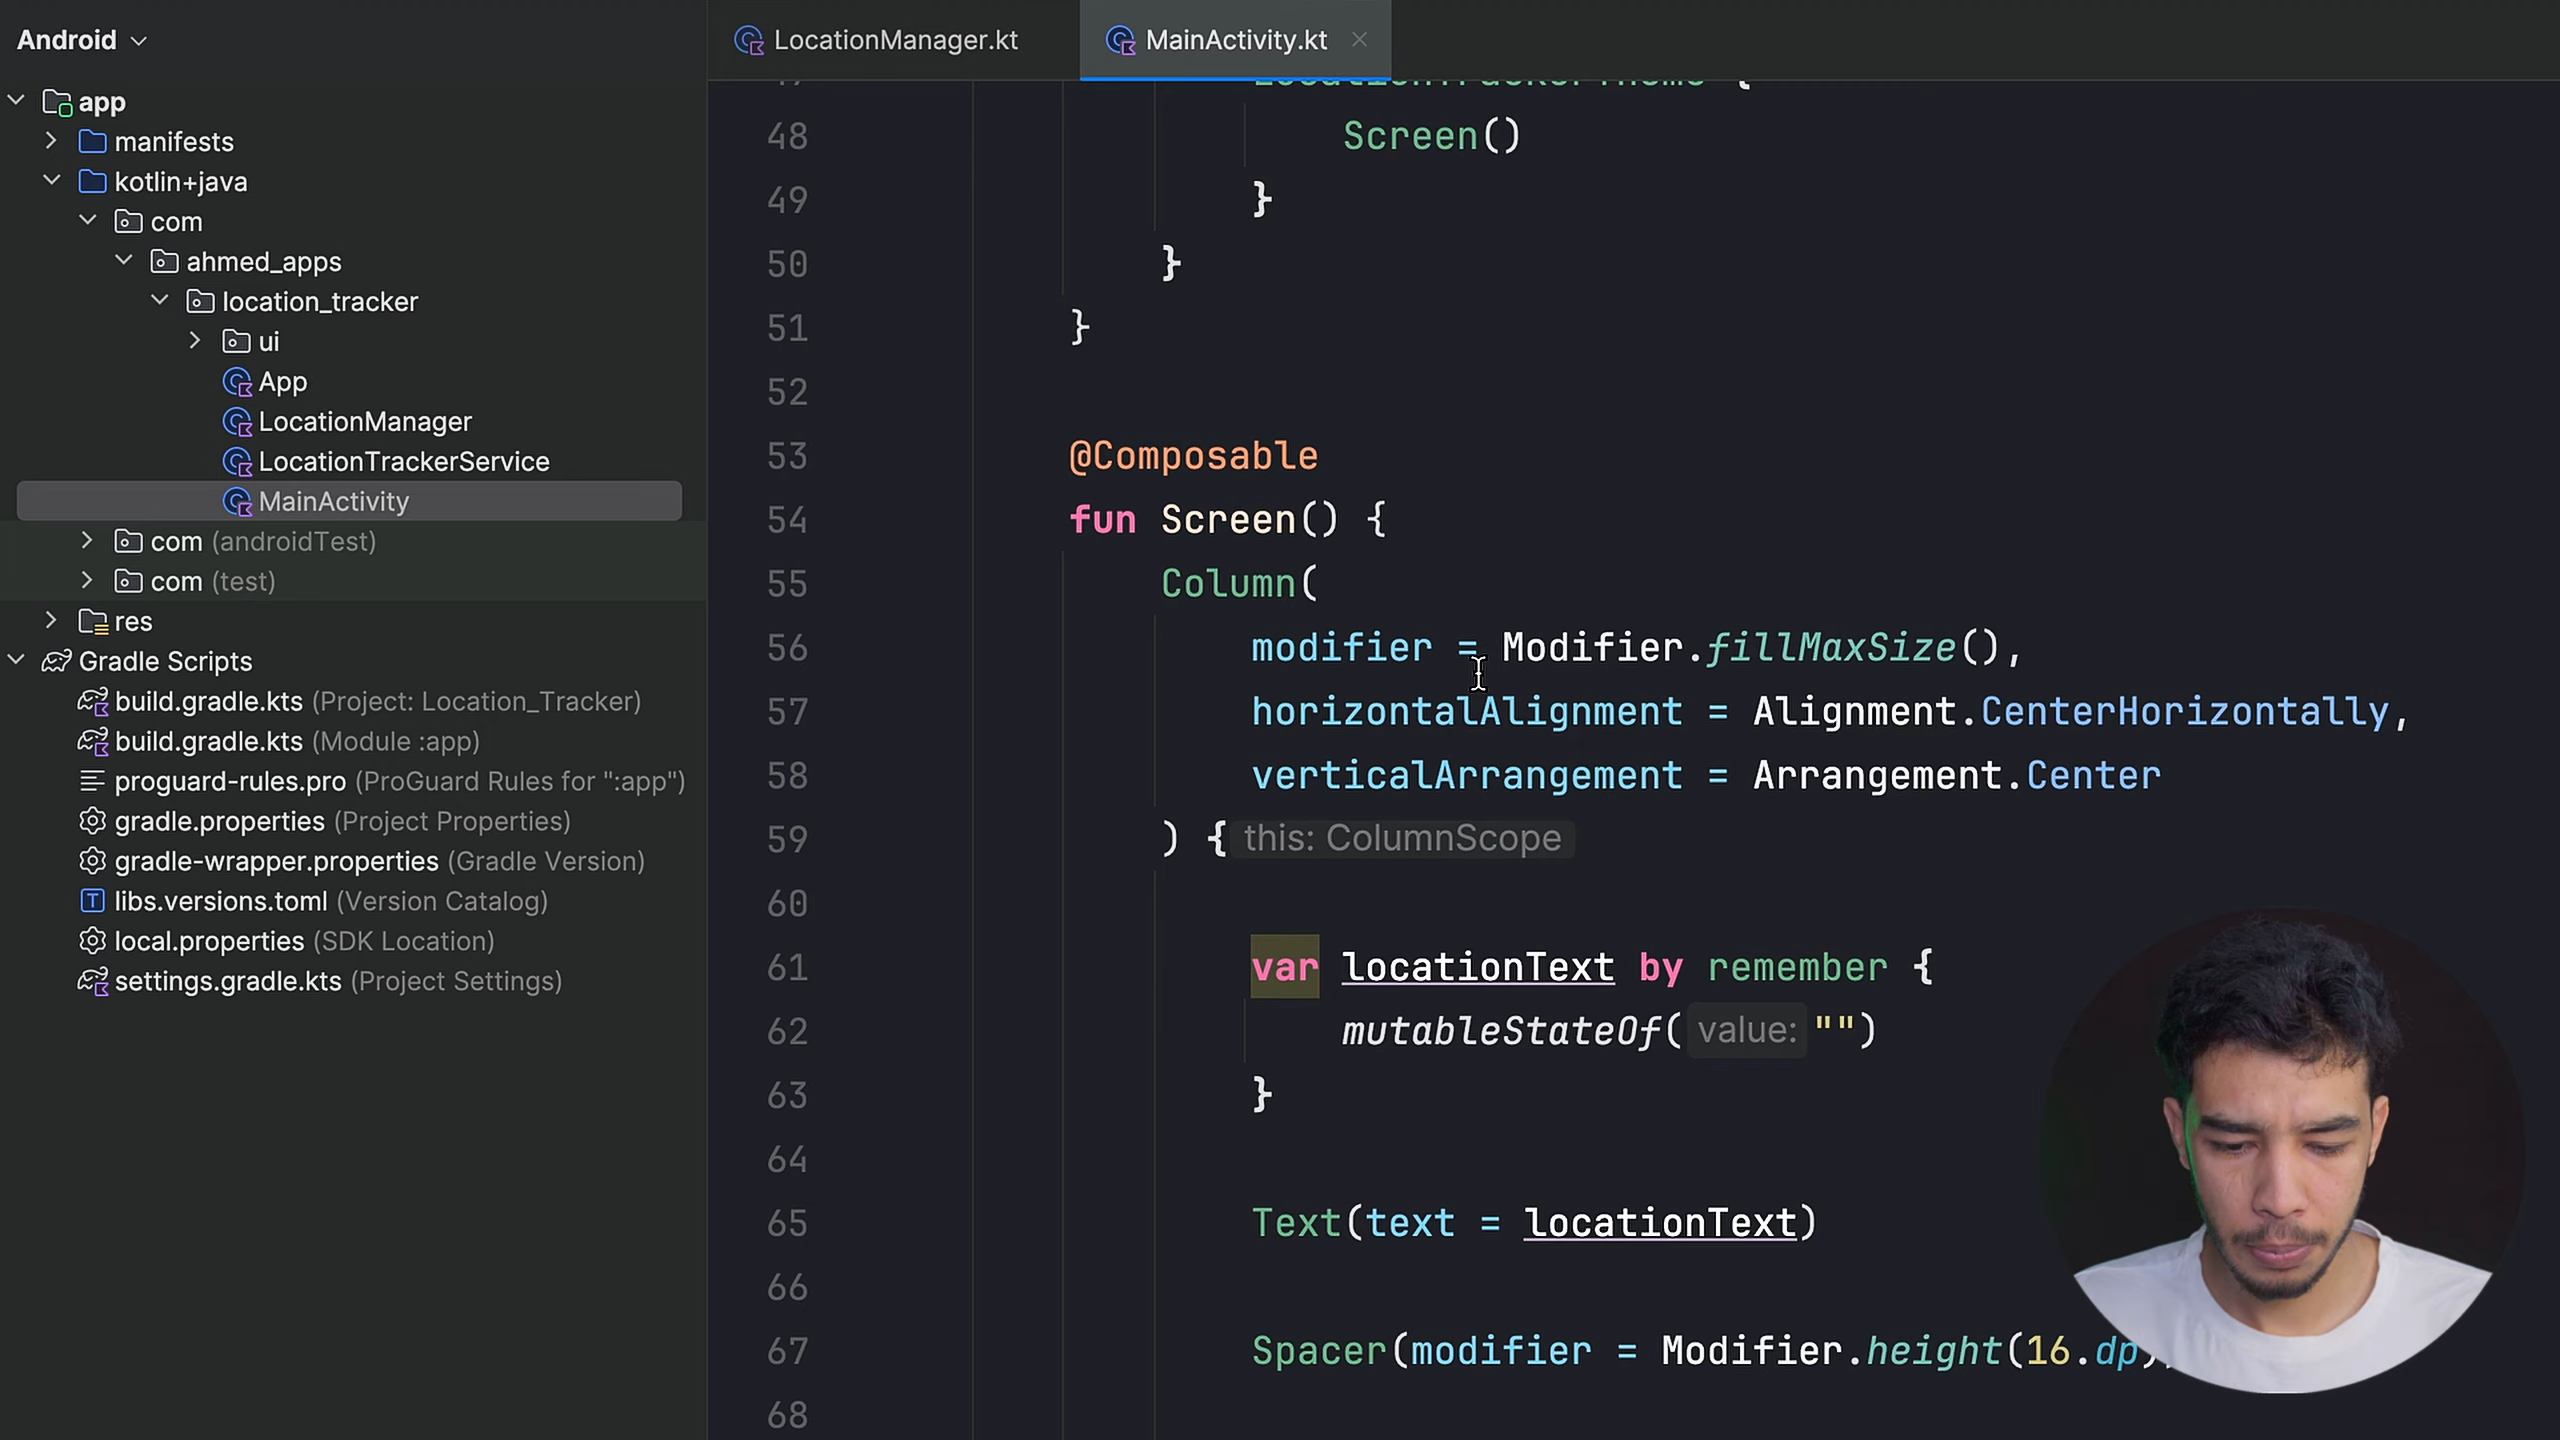 Android
app
manifests
kotlin+java
com
ahmed_apps
location_tracker
ui
App
LocationManager
LocationTrackerService
MainActivity
com (androidTest)
com (test)
res
Gradle Scripts
build.gradle.kts (Project: Location_Tracker)
build.gradle.kts (Module :app)
proguard-rules.pro (ProGuard Rules for ":app")
gradle.properties (Project Properties)
gradle-wrapper.properties (Gradle Version)
libs.versions.toml (Version Catalog)
local.properties (SDK Location)
settings.gradle.kts (Project Settings)
LocationManager.kt
MainActivity.kt
48 Screen()
49 }
50 }
51 }
52
53 @Composable
54 fun Screen() {
55 Column(
56 modifier = Modifier.fillMaxSize(),
57 horizontalAlignment = Alignment.CenterHorizontally,
58 verticalArrangement = Arrangement.Center
59 ) { this: ColumnScope
60
61 var locationText by remember {
62 mutableStateOf( value: "")
63 }
64
65 Text(text = locationText)
66
67 Spacer(modifier = Modifier.height(16.dp)
68